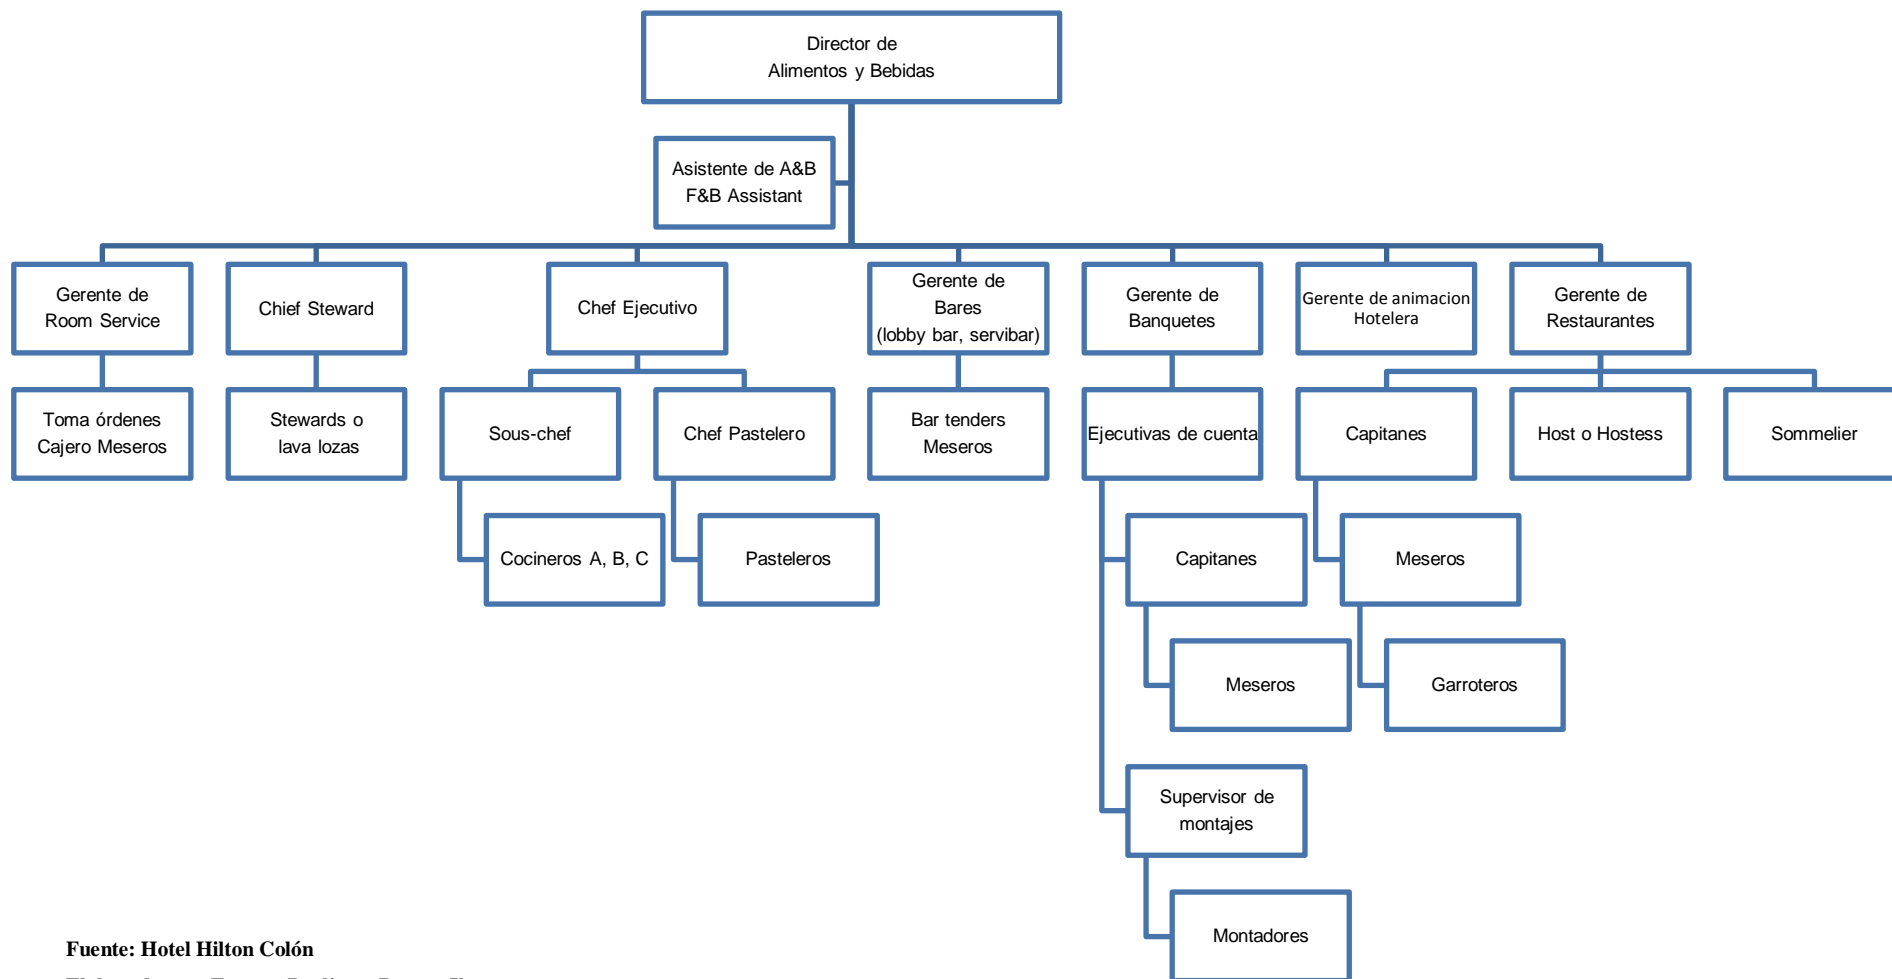 Director de
Alimentos y Bebidas
Asistente de A&B
F&B Assistant
Gerente de
Room Service
Chief Steward
Chef Ejecutivo
Gerente de
Bares
(lobby bar, servibar)
Gerente de
Banquetes
Gerente de animacion
Hotelera
Gerente de
Restaurantes
Toma órdenes
Cajero Meseros
Stewards o
lava lozas
Sous-chef
Chef Pastelero
Bar tenders
Meseros
Ejecutivas de cuenta
Capitanes
Host o Hostess
Sommelier
Cocineros A, B, C
Pasteleros
Capitanes
Meseros
Meseros
Garroteros
Supervisor de
montajes
Montadores
Fuente: Hotel Hilton Colón